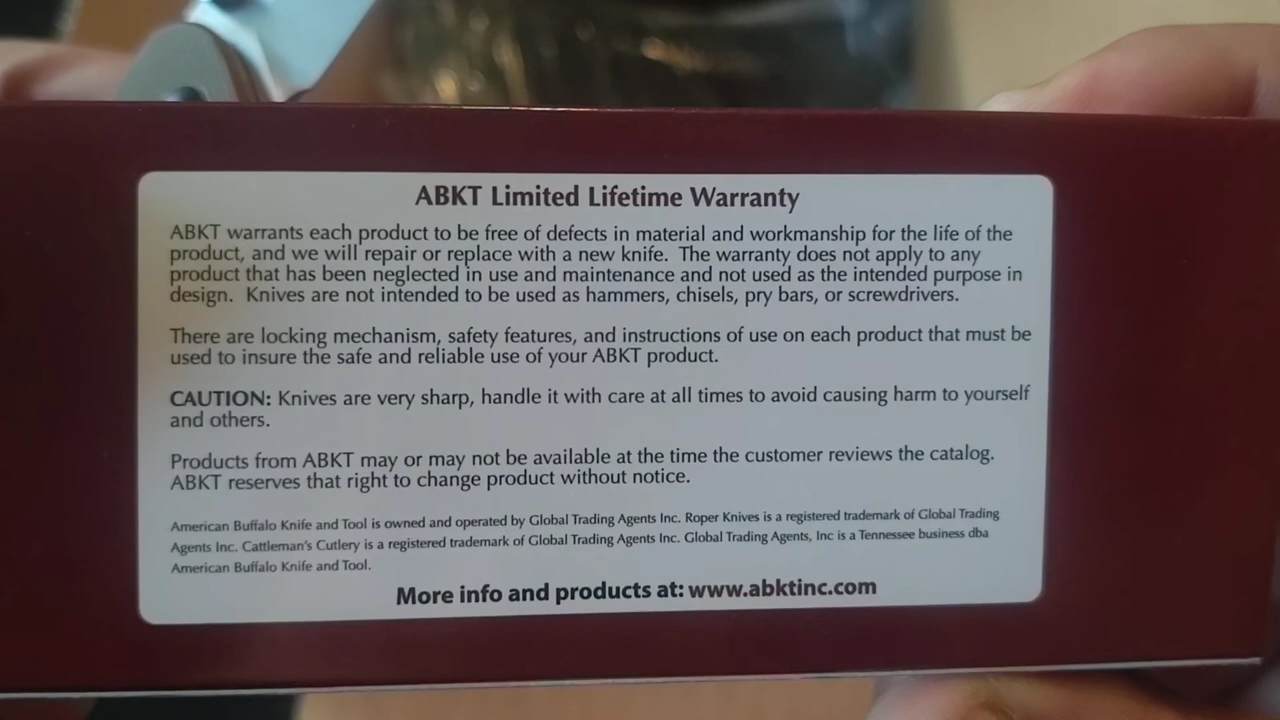 ABKT Limited Lifetime Warranty
ABKT warrants each product to be free of defects in material and workmanship for the life of the
product, and we will repair or replace with a new knife. The warranty does not apply to any
product that has been neglected in use and maintenance and not used as the intended purpose in
design. Knives are not intended to be used as hammers, chisels, pry bars, or screwdrivers.
There are locking mechanism, safety features, and instructions of use on each product that must be
used to insure the safe and reliable use of your ABKT product.
CAUTION: Knives are very sharp, handle it with care at all times to avoid causing harm to yourself
and others.
Products from ABKT may or may not be available at the time the customer reviews the catalog.
ABKT reserves that right to change product without notice.
American Buffalo Knife and Tool is owned and operated by Global Trading Agents Inc. Roper Knives is a registered trademark of Global Trading
Agents Inc. Cattleman's Cutlery is a registered trademark of Global Trading Agents Inc. Global Trading Agents, Inc is a Tennessee business dba
American Buffalo Knife and Tool.
More info and products at: www.abktinc.com